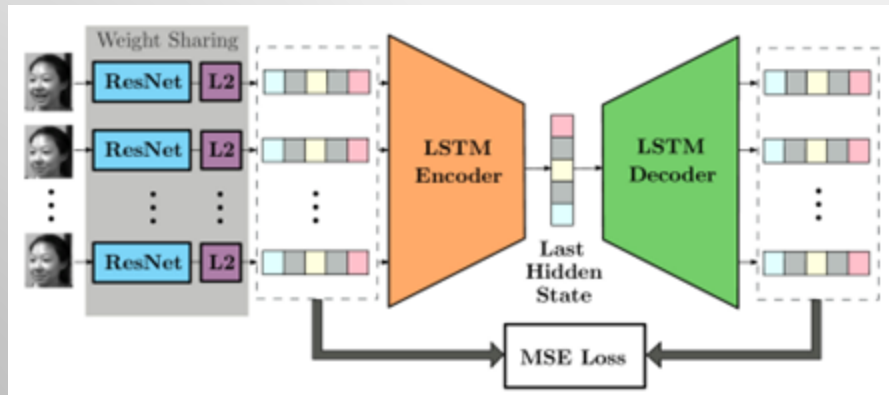 Weight Sharing
ResNet L2
ResNet L2
ResNet L2
LSTM
Encoder
Last
Hidden
State
LSTM
Decoder
MSE Loss